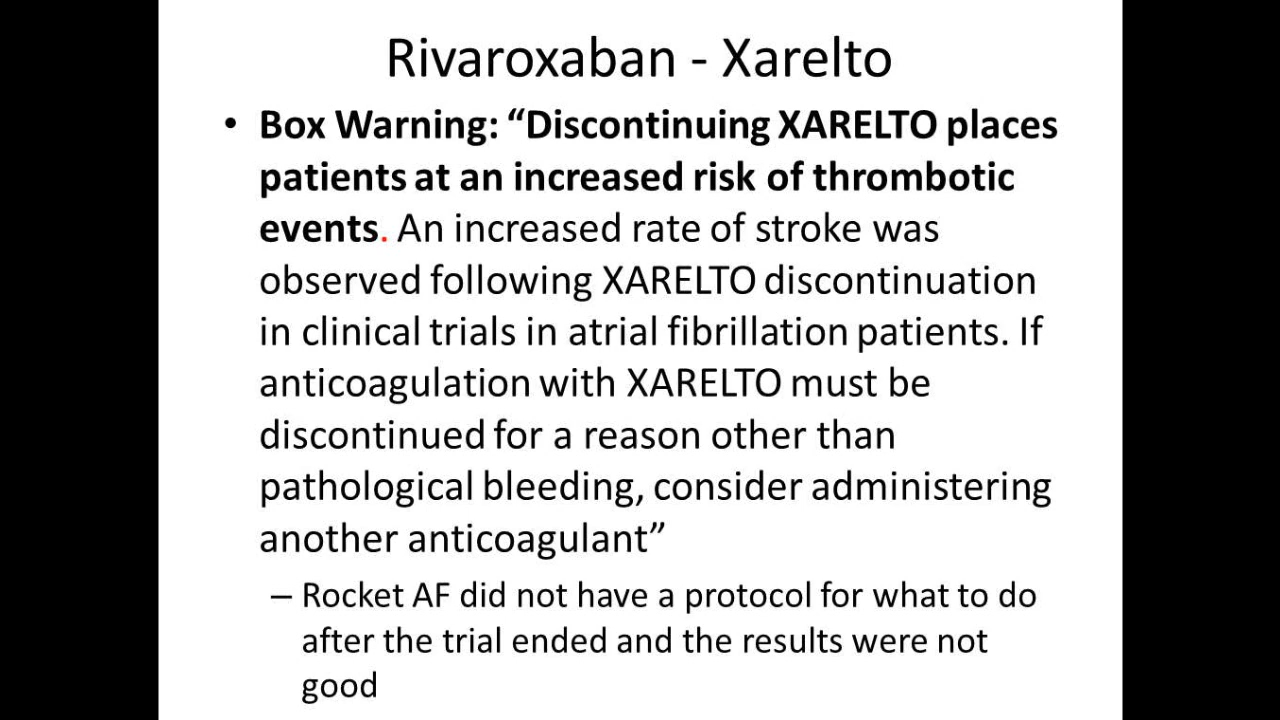 Rivaroxaban - Xarelto
• Box Warning: “Discontinuing XARELTO places
patients at an increased risk of thrombotic
events. An increased rate of stroke was
observed following XARELTO discontinuation
in clinical trials in atrial fibrillation patients. If
anticoagulation with XARELTO must be
discontinued for a reason other than
pathological bleeding, consider administering
another anticoagulant”
– Rocket AF did not have a protocol for what to do
after the trial ended and the results were not
good